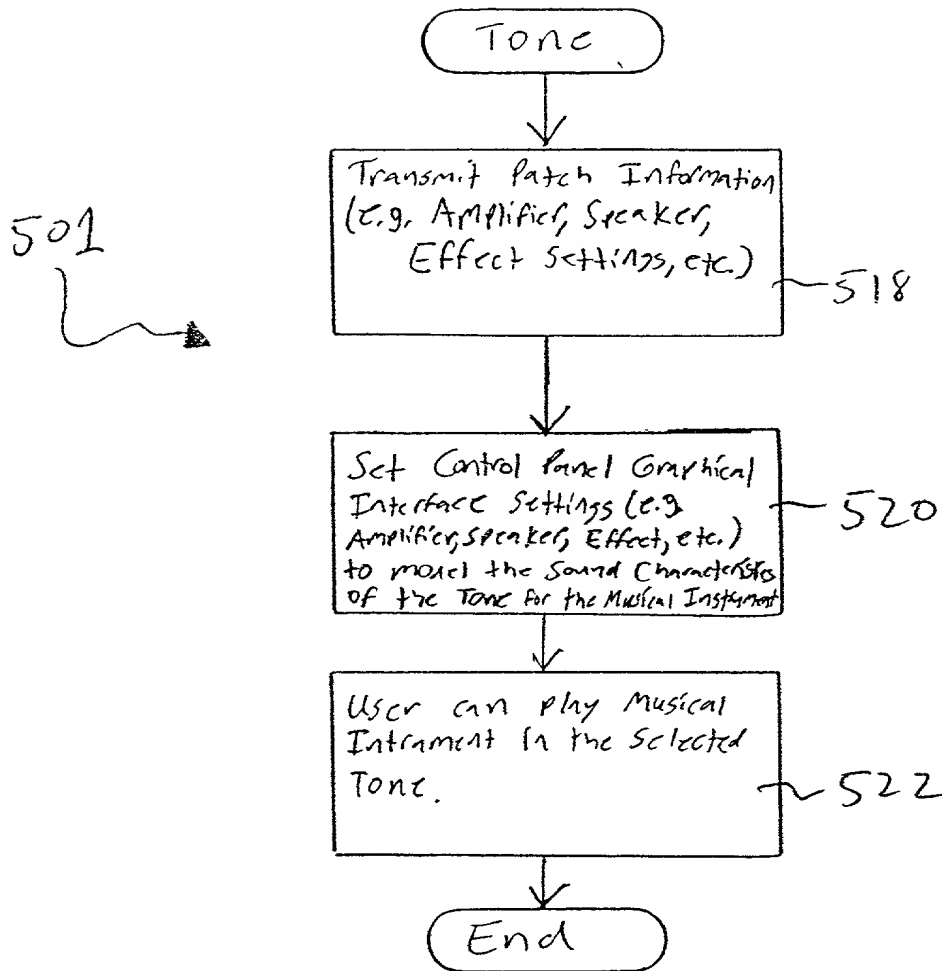 Tone
501
Transmit Patch Information
(e.g. Amplifier, Speaker,
Effect Settings, etc.)
518
Set Control Panel Graphical
Interface Settings (e.g.
Amplifier, Speaker, Effect, etc.)
to model the Sound Characteristics
of the Tone for the Musical Instrument
520
User can play Musical
Intrament in the Selected
Tone.
522
End